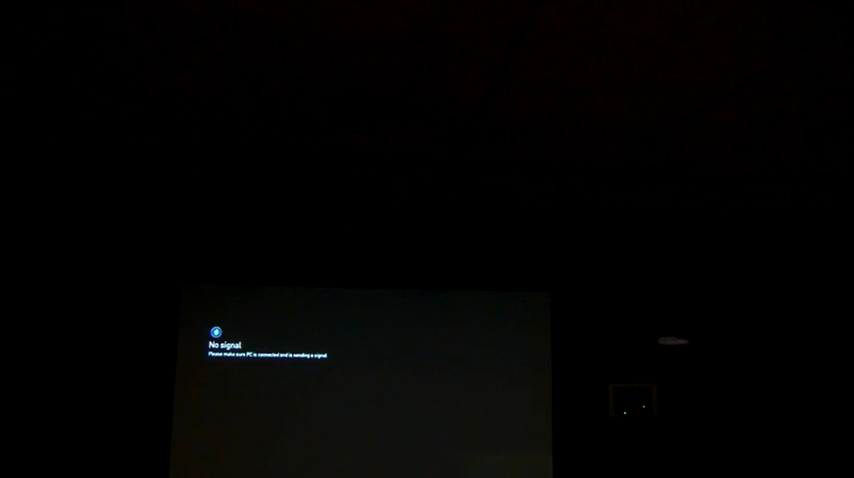 No signal
Please make sure PC is connected and is sending a signal